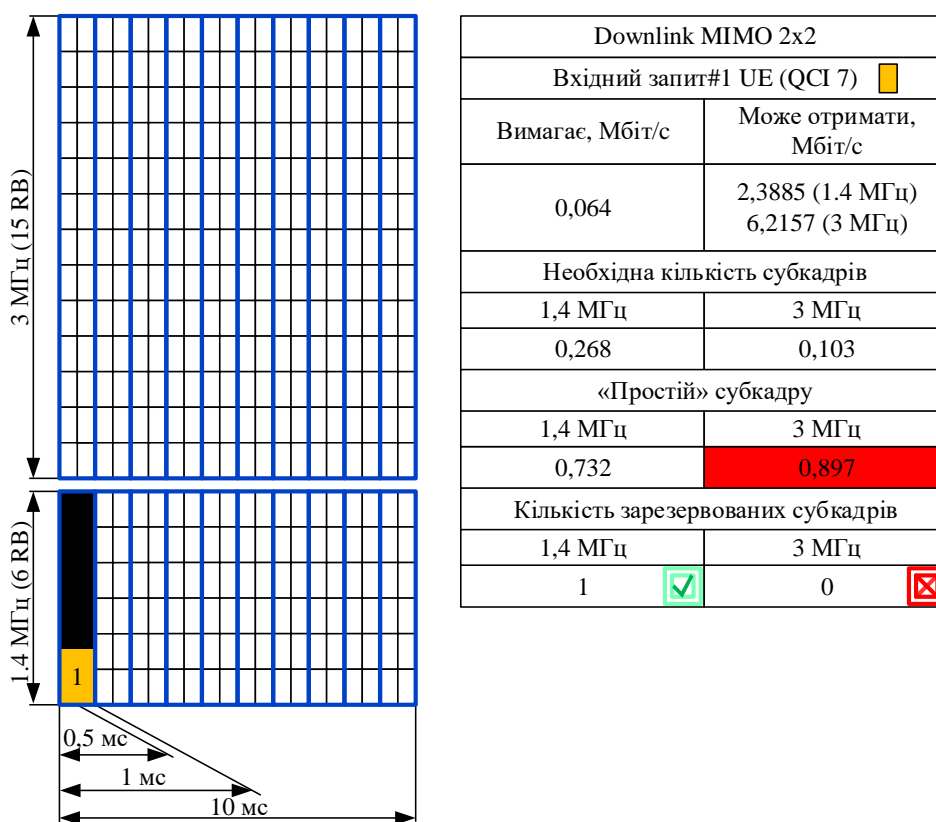 3 МГц (15 RB)
1.4 МГц (6 RB)
1
0,5 мс
1 мс
10 мс
Downlink MIMO 2x2
Вхідний запит#1 UE (QCI 7)
Вимагає, Мбіт/с
Може отримати,
Мбіт/с
0,064
2,3885 (1.4 МГц)
6,2157 (3 МГц)
Необхідна кількість субкадрів
1,4 МГц
3 МГц
0,268
0,103
«Простій» субкадру
1,4 МГц
3 МГц
0,732
0,897
Кількість зарезервованих субкадрів
1,4 МГц
3 МГц
1
0